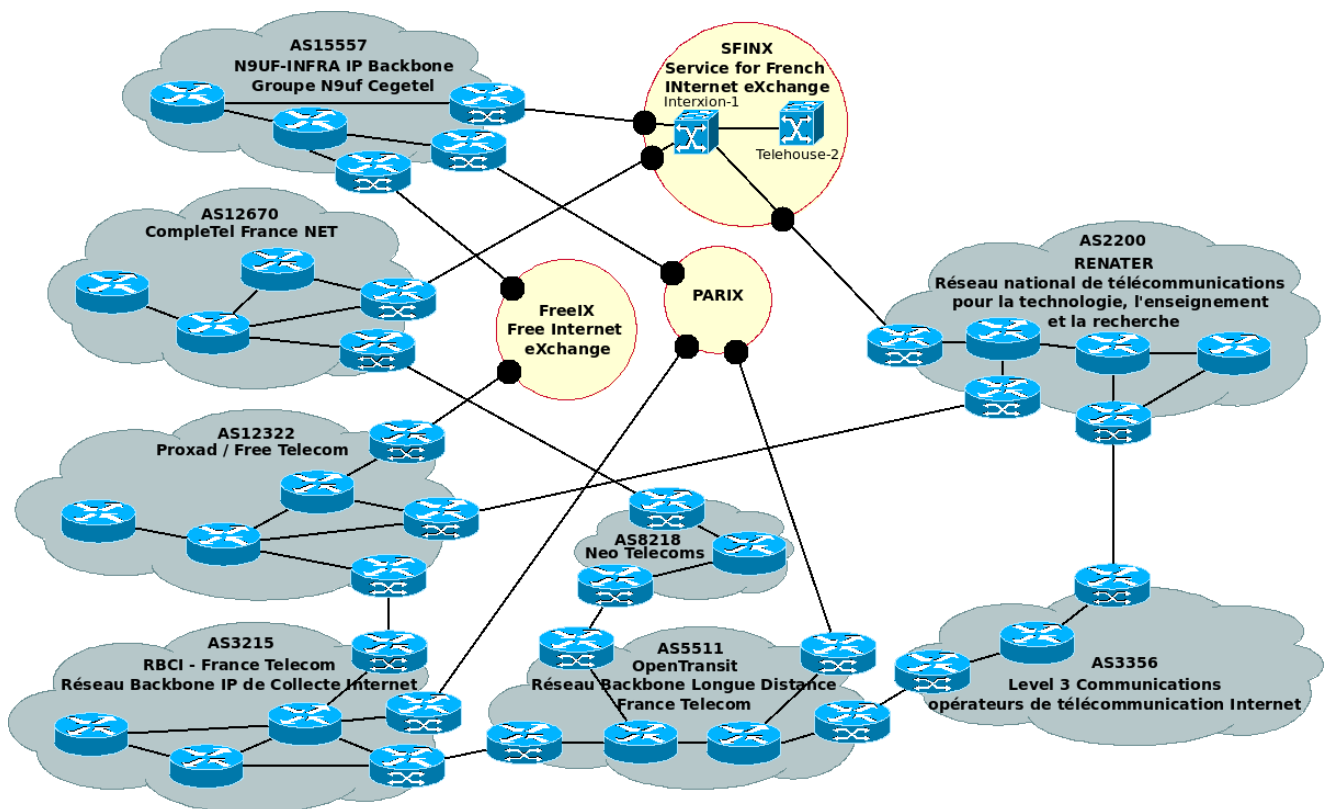 AS15557
N9UF-INFRA IP Backbone
Groupe N9uf Cegetel
SFINX
Service for French
INternet eXchange
Interxion-1
Telehouse-2
AS12670
CompleTel France NET
FreeIX
Free Internet
eXchange
PARIX
AS2200
RENATER
Réseau national de télécommunications
pour la technologie, l'enseignement
et la recherche
AS12322
Proxad / Free Telecom
AS8218
Neo Telecoms
AS3215
RBCI - France Telecom
Réseau Backbone IP de Collecte Internet
AS5511
OpenTransit
Réseau Backbone Longue Distance
France Telecom
AS3356
Level 3 Communications
opérateurs de télécommunication Internet